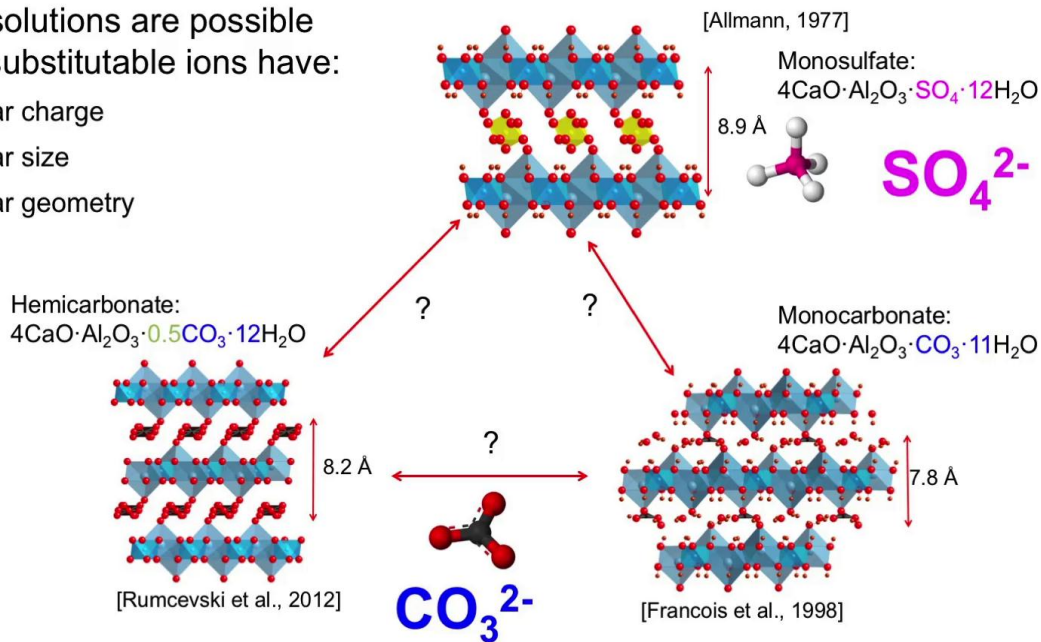 solutions are possible
substitutable ions have:
ar charge
ar size
ar geometry
[Allmann, 1977]
Monosulfate:
4CaO·Al₂O₃·SO₄·12H₂O
8.9 Å
SO₄²⁻
?
?
Hemicarbonate:
4CaO·Al₂O₃·0.5CO₃·12H₂O
Monocarbonate:
4CaO·Al₂O₃·CO₃·11H₂O
?
8.2 Å
7.8 Å
[Rumcevski et al., 2012]
CO₃²⁻
[Francois et al., 1998]